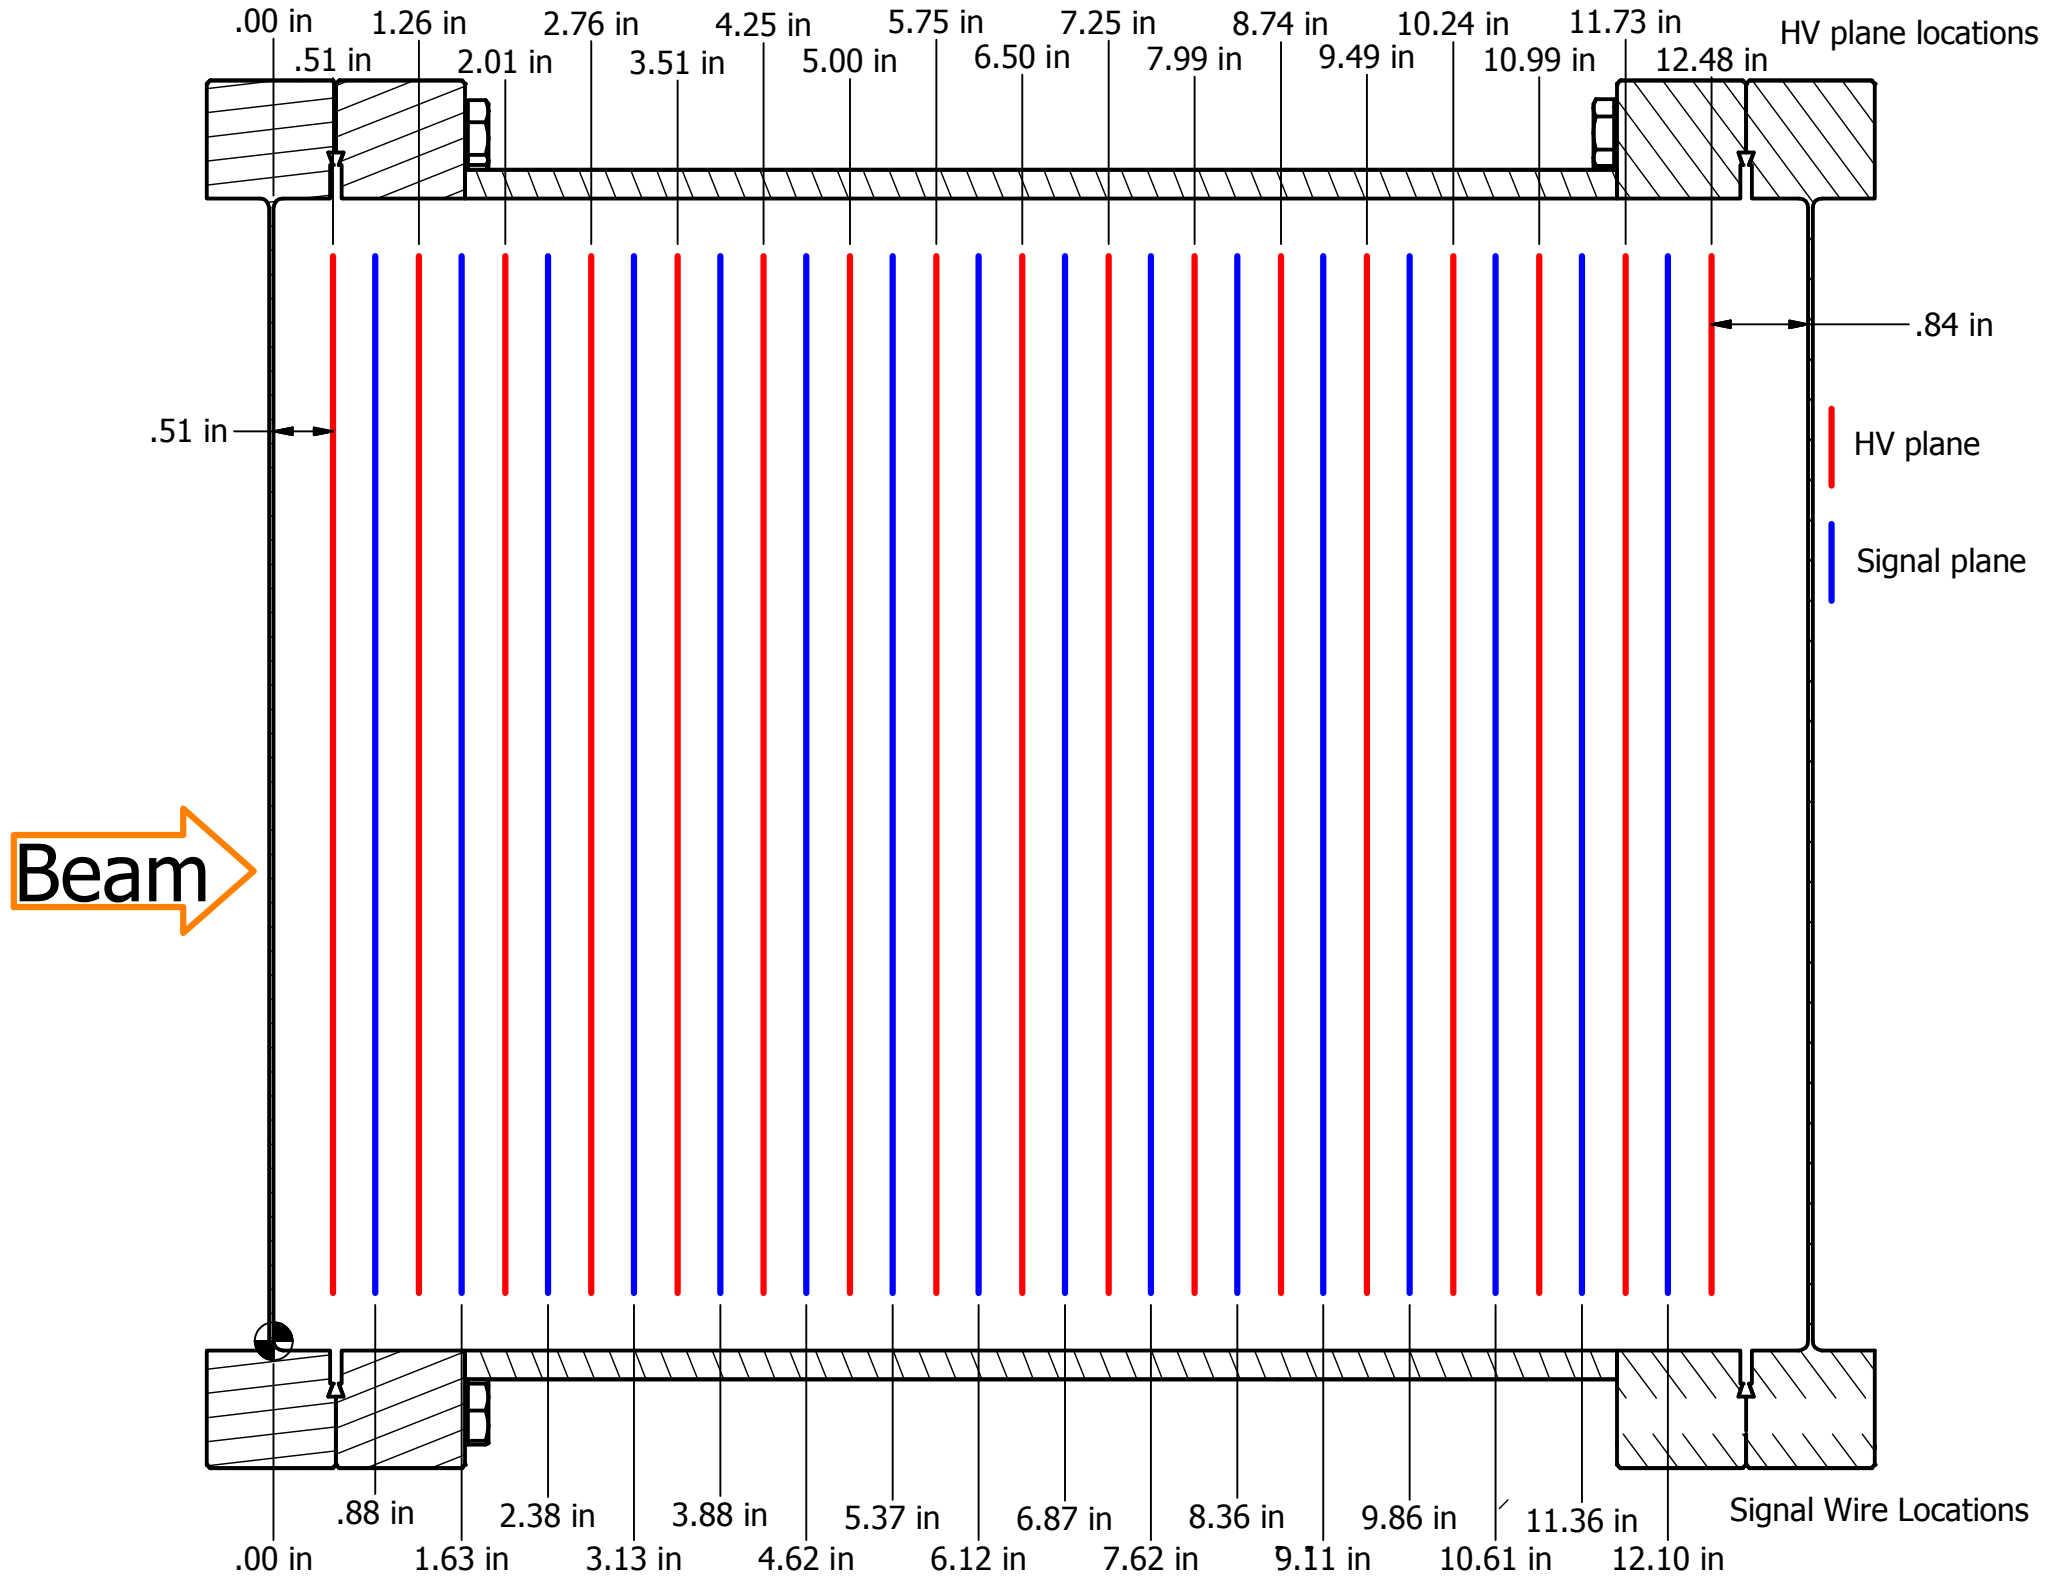 .00 in 1.26 in 2.76 in 4.25 in 5.75 in 7.25 in 8.74 in 10.24 in 11.73 in HV plane locations
.51 in 2.01 in 3.51 in 5.00 in 6.50 in 7.99 in 9.49 in 10.99 in 12.48 in
.84 in
.51 in
HV plane
Signal plane
Beam
.88 in 2.38 in 3.88 in 5.37 in 6.87 in 8.36 in 9.86 in 11.36 in Signal Wire Locations
.00 in 1.63 in 3.13 in 4.62 in 6.12 in 7.62 in 9.11 in 10.61 in 12.10 in